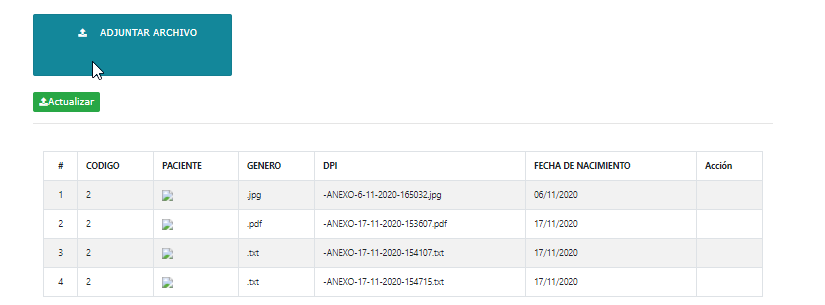 ADJUNTAR ARCHIVO
Actualizar
# CODIGO PACIENTE GENERO DPI FECHA DE NACIMIENTO Acción
1 2 .jpg -ANEXO-6-11-2020-165032.jpg 06/11/2020
2 2 .pdf -ANEXO-17-11-2020-153607.pdf 17/11/2020
3 2 .txt -ANEXO-17-11-2020-154107.txt 17/11/2020
4 2 .txt -ANEXO-17-11-2020-154715.txt 17/11/2020